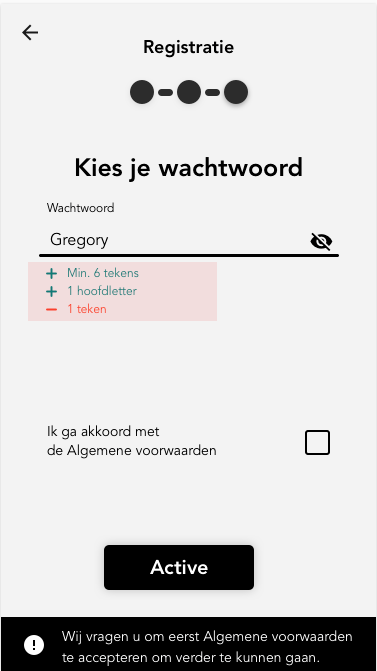 Registratie
Kies je wachtwoord
Wachtwoord
Gregory
+ Min. 6 tekens
+ 1 hoofdletter
− 1 teken
Ik ga akkoord met
de Algemene voorwaarden
Active
Wij vragen u om eerst Algemene voorwaarden
te accepteren om verder te kunnen gaan.